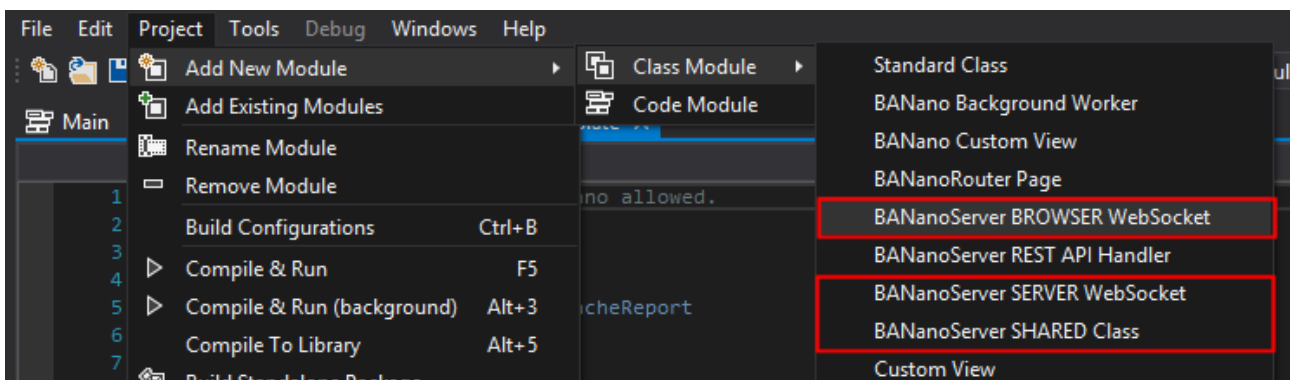 File Edit Project Tools Debug Windows Help
Add New Module
Add Existing Modules
Rename Module
Remove Module
Build Configurations Ctrl+B
Compile & Run F5
Compile & Run (background) Alt+3
Compile To Library Alt+5
Class Module
Code Module
Standard Class
BANano Background Worker
BANano Custom View
BANanoRouter Page
BANanoServer BROWSER WebSocket
BANanoServer REST API Handler
BANanoServer SERVER WebSocket
BANanoServer SHARED Class
Custom View
Main
1
2
3
4
5
6
7
allowed.